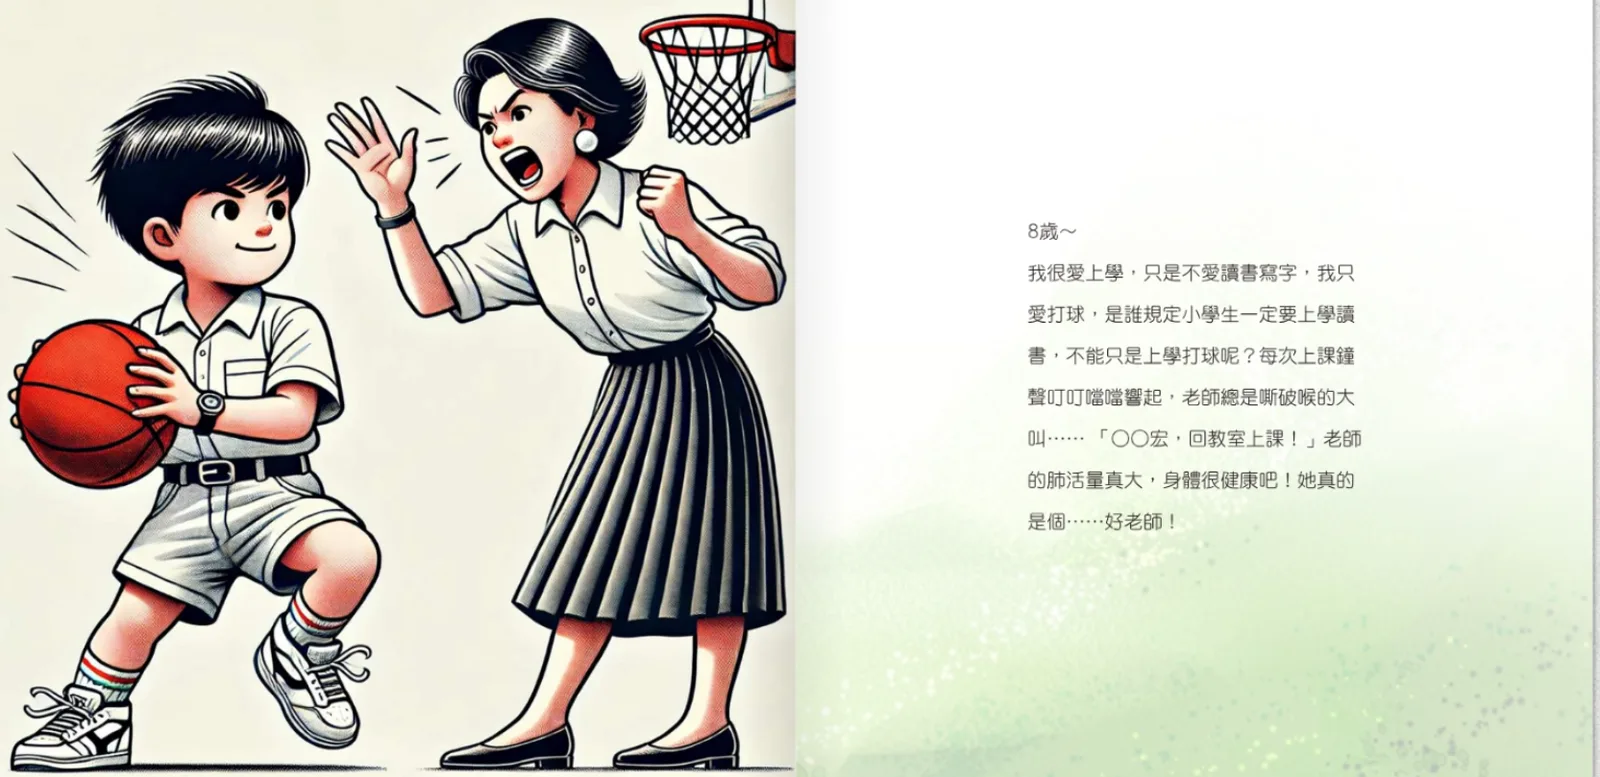 8歲～
我很愛上學，只是不愛讀書寫字，我只
愛打球，是誰規定小學生一定要上學讀
書，不能只是上學打球呢？每次上課鐘
聲叮叮噹噹響起，老師總是嘶破喉的大
叫……「〇〇宏，回教室上課！」老師
的肺活量真大，身體很健康吧！她真的
是個……好老師！